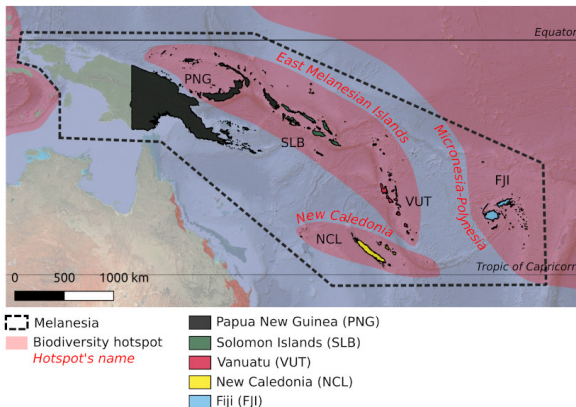 Equator
PNG
East Melanesian Islands
SLB
Micronesia-Polynesia
FJI
VUT
New Caledonia
NCL
Tropic of Capricorn
0 500 1000 km
Melanesia
Biodiversity hotspot
Hotspot's name
Papua New Guinea (PNG)
Solomon Islands (SLB)
Vanuatu (VUT)
New Caledonia (NCL)
Fiji (FJI)